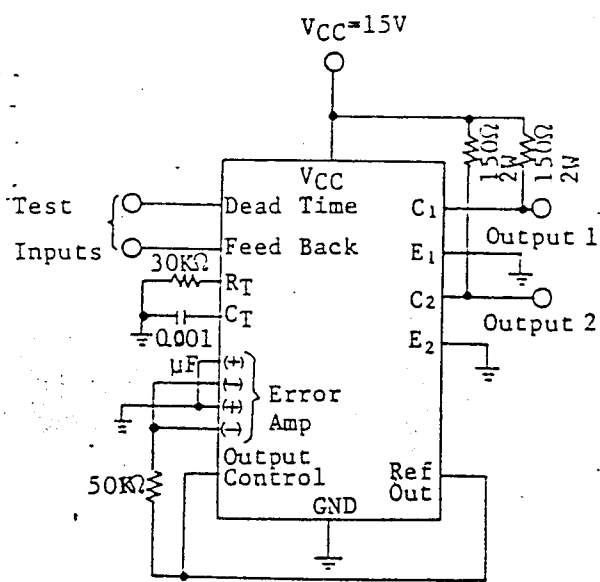 VCC=15V
150Ω
2W
150Ω
2W
VCC
Test
Inputs
Dead Time
Feed Back
C1
Output 1
E1
30KΩ
RT
CT
0.001
µF
C2
Output 2
E2
(+)
(−)
(+)
(−)
Error
Amp
Output
Control
50KΩ
Ref
Out
GND